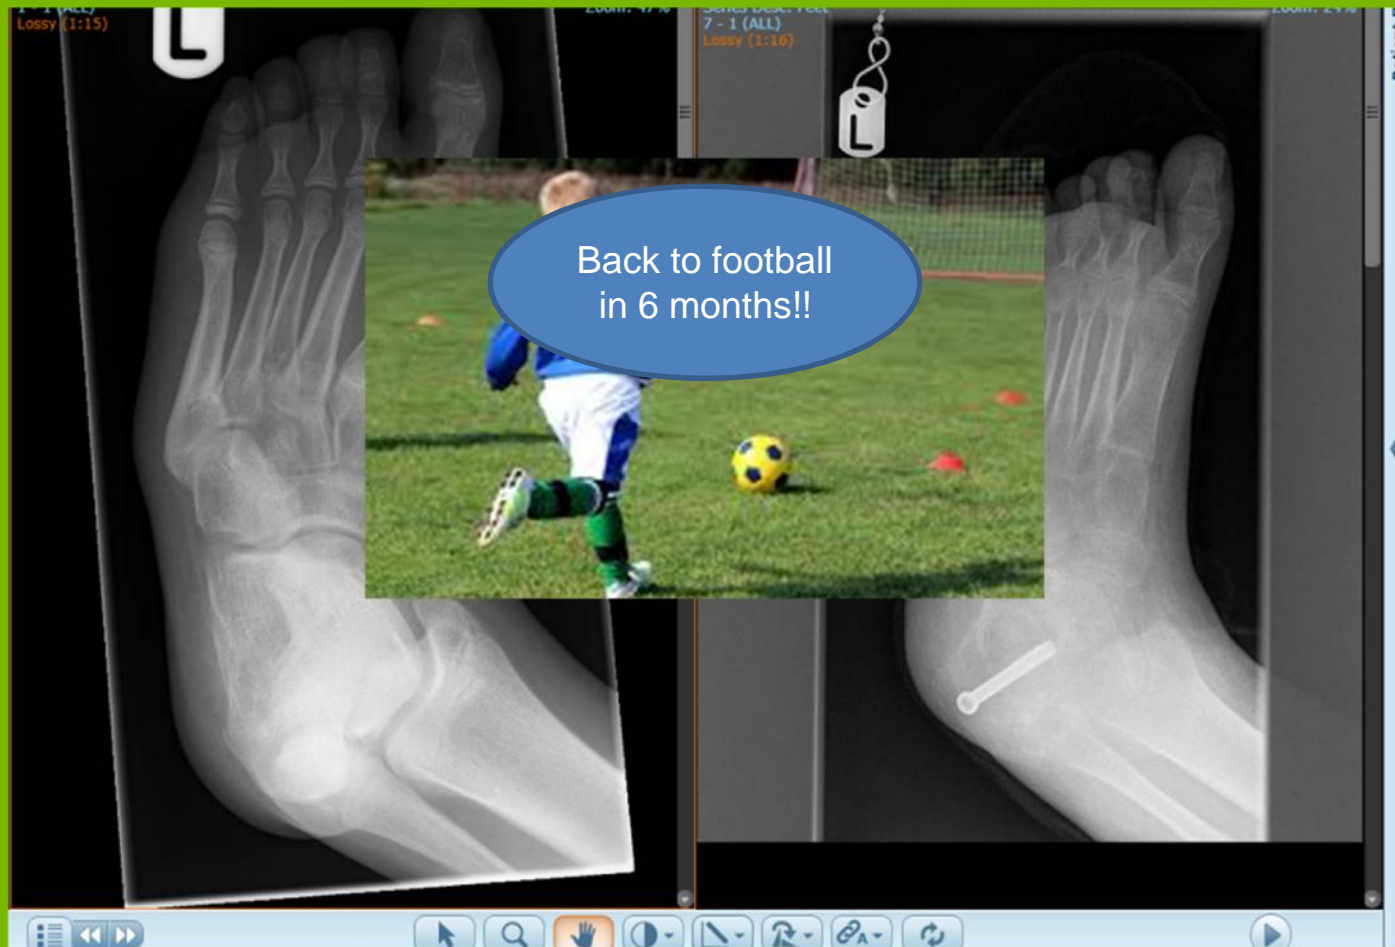 Lossy (1:15)
L
7 - 1 (ALL)
Lossy (1:16)
L
Back to football
in 6 months!!